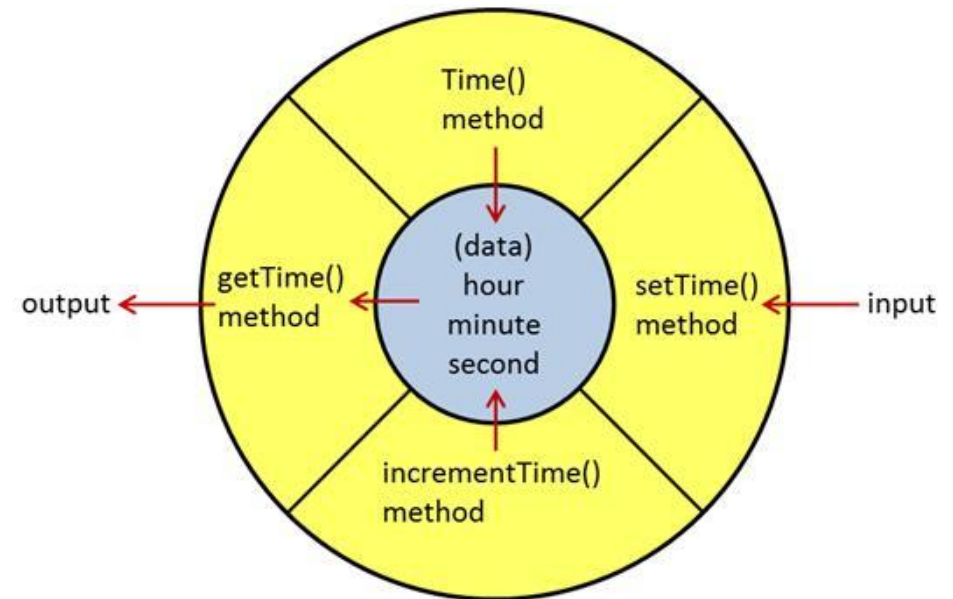 Time()
method
(data)
hour
minute
second
getTime()
method
output
setTime()
method
input
incrementTime()
method